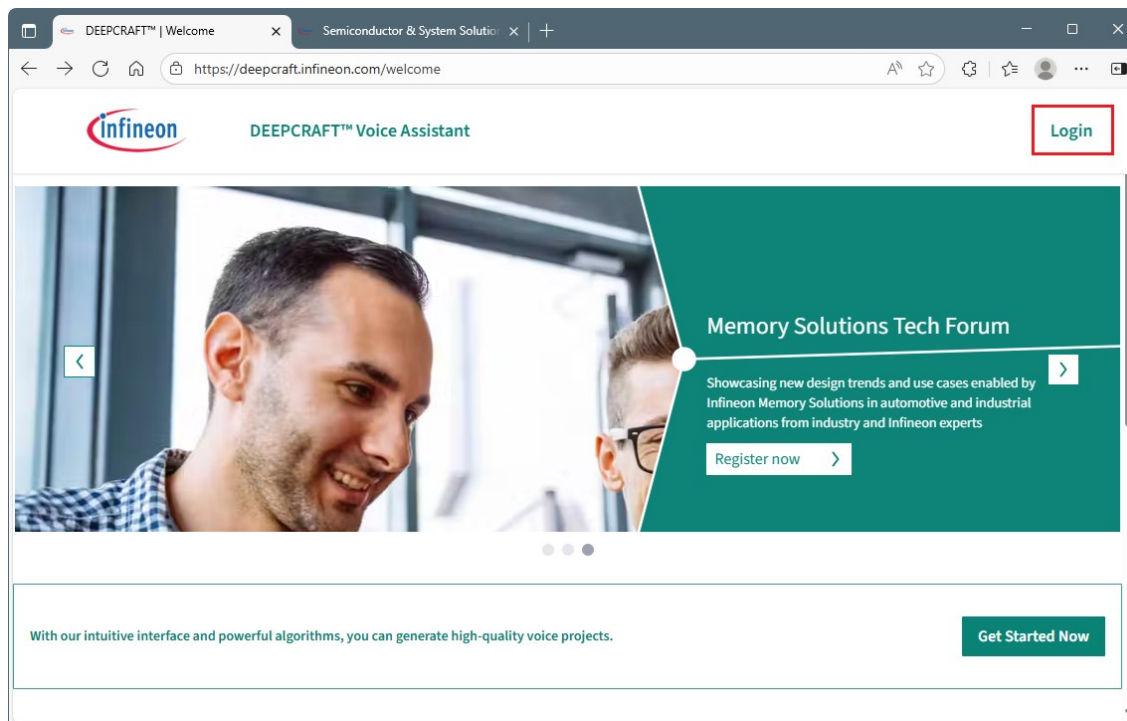 DEEPCRAFT™ | Welcome
Semiconductor & System Solutio
https://deepcraft.infineon.com/welcome
infineon
DEEPCRAFT™ Voice Assistant
Login
Memory Solutions Tech Forum
Showcasing new design trends and use cases enabled by
Infineon Memory Solutions in automotive and industrial
applications from industry and Infineon experts
Register now
With our intuitive interface and powerful algorithms, you can generate high-quality voice projects.
Get Started Now